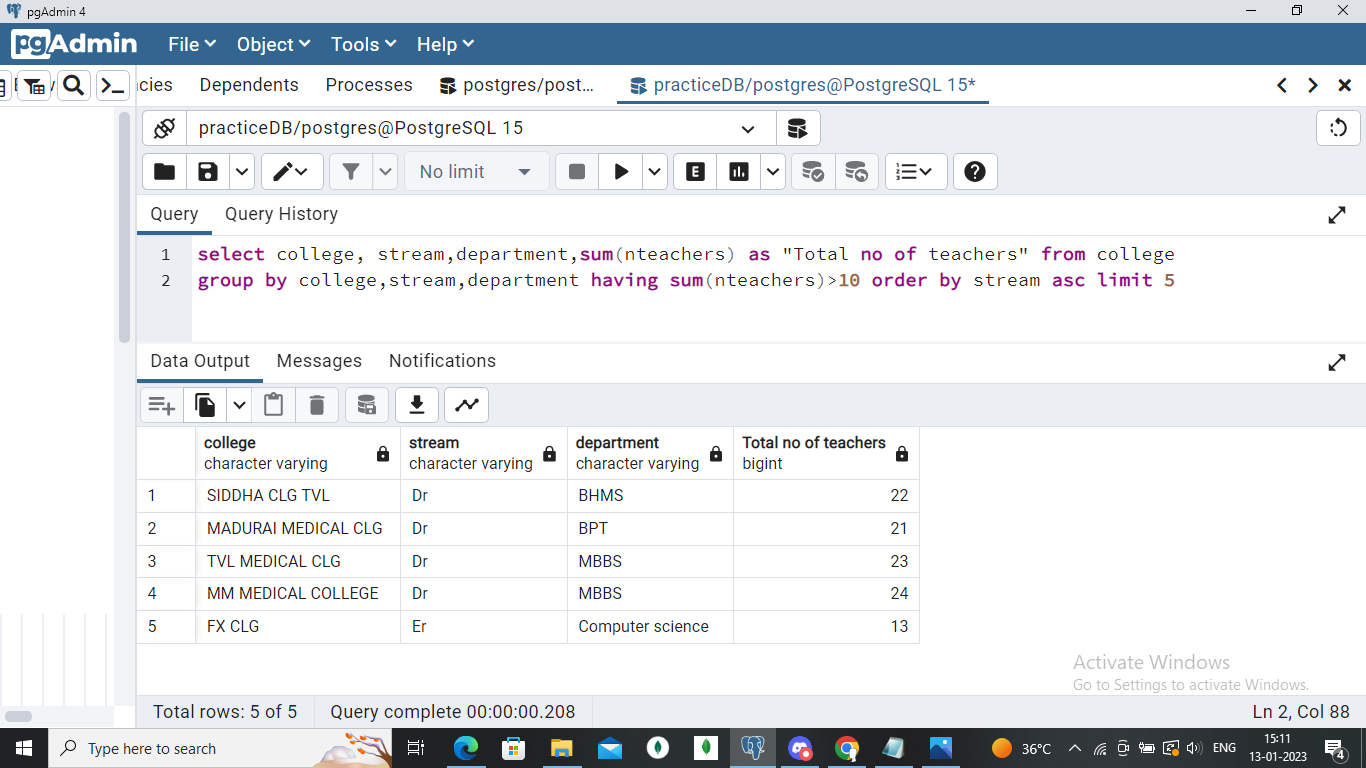 pgAdmin 4
pgAdmin File Object Tools Help
cies Dependents Processes postgres/post... practiceDB/postgres@PostgreSQL 15*
practiceDB/postgres@PostgreSQL 15
No limit E
Query Query History
1 select college, stream,department,sum(nteachers) as "Total no of teachers" from college
2 group by college,stream,department having sum(nteachers)>10 order by stream asc limit 5
Data Output Messages Notifications
college stream department Total no of teachers
character varying character varying character varying bigint
1 SIDDHA CLG TVL Dr BHMS 22
2 MADURAI MEDICAL CLG Dr BPT 21
3 TVL MEDICAL CLG Dr MBBS 23
4 MM MEDICAL COLLEGE Dr MBBS 24
5 FX CLG Er Computer science 13
Activate Windows
Go to Settings to activate Windows.
Total rows: 5 of 5 Query complete 00:00:00.208 Ln 2, Col 88
Type here to search 36°C ENG 15:11
13-01-2023 4